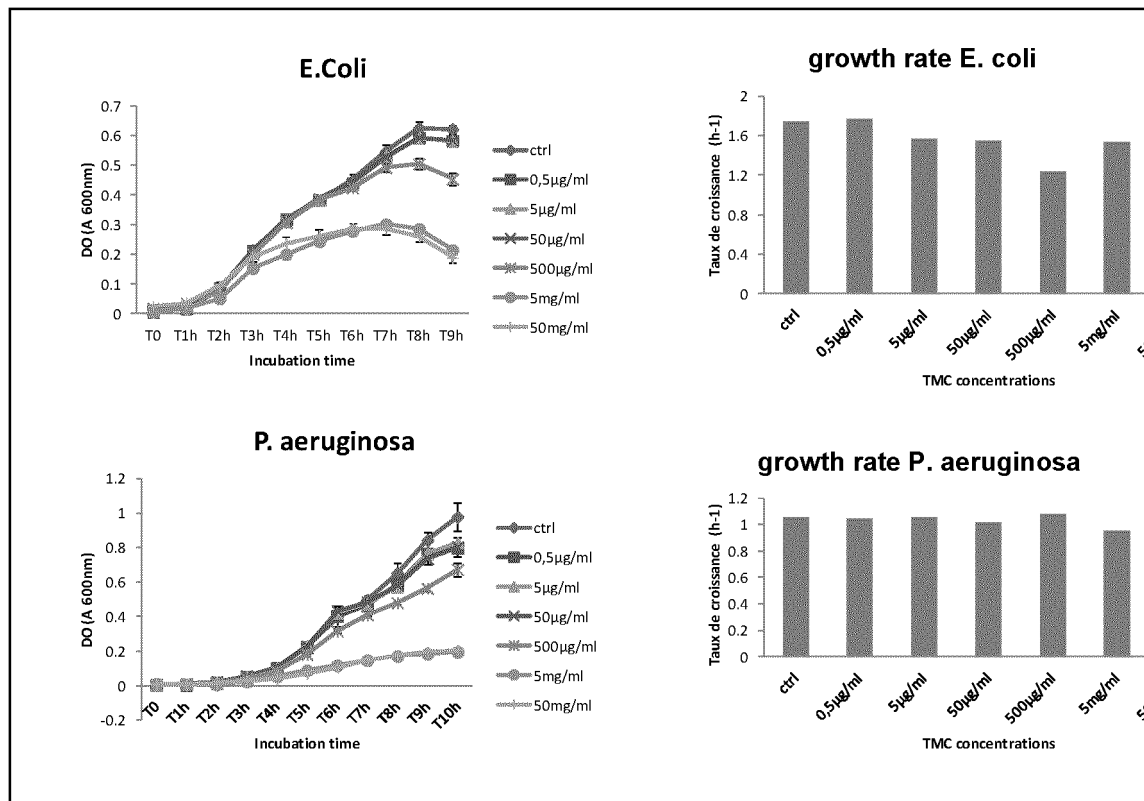 E.Coli
0.7
0.6
0.5
0.4
0.3
0.2
0.1
0
DO (A 600nm)
T0 T1h T2h T3h T4h T5h T6h T7h T8h T9h
Incubation time
ctrl
0,5µg/ml
5µg/ml
50µg/ml
500µg/ml
5mg/ml
50mg/ml
growth rate E. coli
2
1.6
1.2
0.8
0.4
0
Taux de croissance (h-1)
ctrl 0,5µg/ml 5µg/ml 50µg/ml 500µg/ml 5mg/ml
TMC concentrations
P. aeruginosa
1.2
1
0.8
0.6
0.4
0.2
0
-0.2
DO (A 600nm)
T0 T1h T2h T3h T4h T5h T6h T7h T8h T9h T10h
Incubation time
ctrl
0,5µg/ml
5µg/ml
50µg/ml
500µg/ml
5mg/ml
50mg/ml
growth rate P. aeruginosa
1.2
1
0.8
0.6
0.4
0.2
0
Taux de croissance (h-1)
ctrl 0,5µg/ml 5µg/ml 50µg/ml 500µg/ml 5mg/ml
TMC concentrations